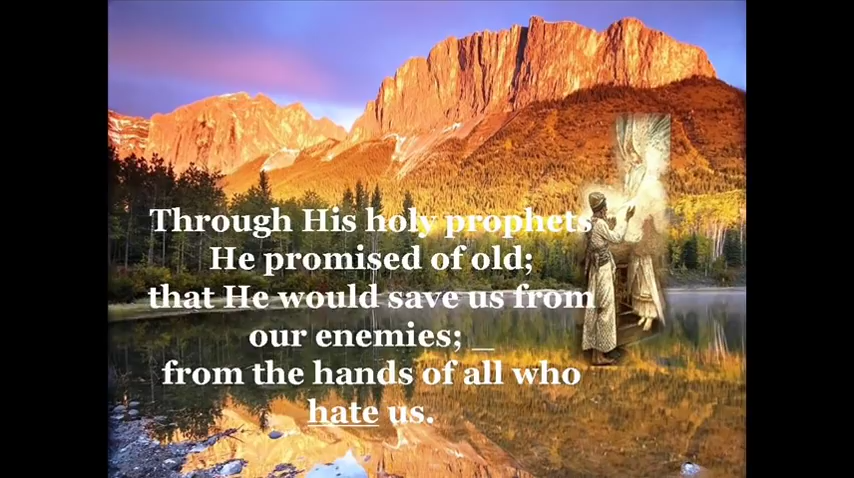 Through His holy prophets
He promised of old;
that He would save us from
our enemies; _
from the hands of all who
hate us.